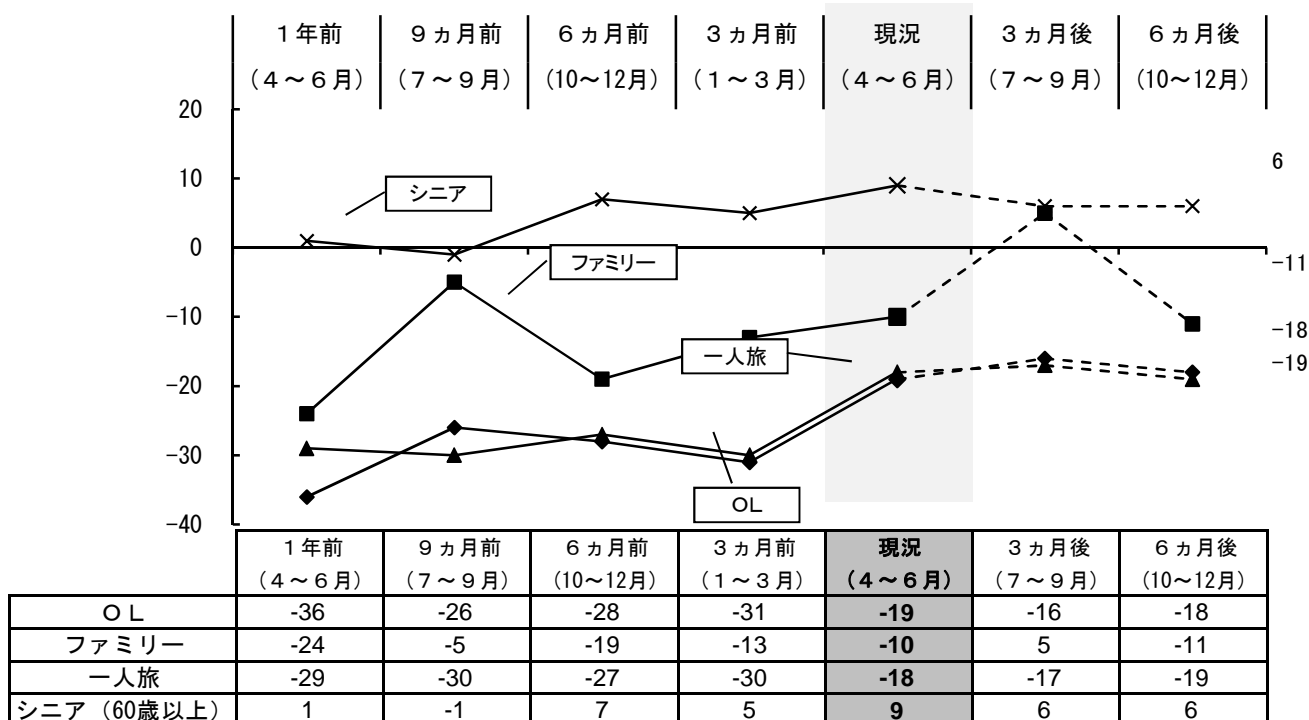 １年前 ９ヵ月前 ６ヵ月前 ３ヵ月前 現況 ３ヵ月後 ６ヵ月後
（４～６月） （７～９月） （10～12月） （１～３月） （４～６月） （７～９月） （10～12月）
20
10
0
−10
−20
−30
−40
シニア
ファミリー
一人旅
OL
6
−11
−18
−19
１年前 ９ヵ月前 ６ヵ月前 ３ヵ月前 現況 ３ヵ月後 ６ヵ月後
（４～６月） （７～９月） （10～12月） （１～３月） （４～６月） （７～９月） （10～12月）
ＯＬ -36 -26 -28 -31 -19 -16 -18
ファミリー -24 -5 -19 -13 -10 5 -11
一人旅 -29 -30 -27 -30 -18 -17 -19
シニア（60歳以上） 1 -1 7 5 9 6 6